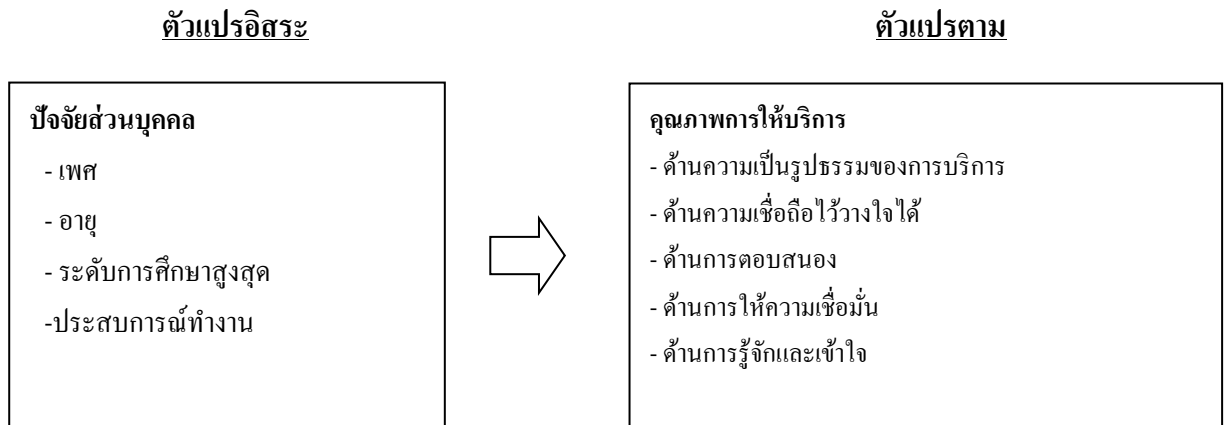 ตัวแปรอิสระ
ตัวแปรตาม
ปัจจัยส่วนบุคคล
- เพศ
- อายุ
- ระดับการศึกษาสูงสุด
-ประสบการณ์ทำงาน
คุณภาพการให้บริการ
- ด้านความเป็นรูปธรรมของการบริการ
- ด้านความเชื่อถือไว้วางใจได้
- ด้านการตอบสนอง
- ด้านการให้ความเชื่อมั่น
- ด้านการรู้จักและเข้าใจ